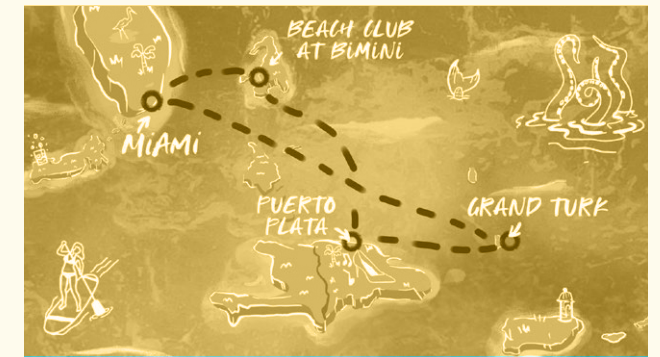 BEACH CLUB
AT BIMINI
MIAMI
PUERTO
PLATA
GRAND TURK